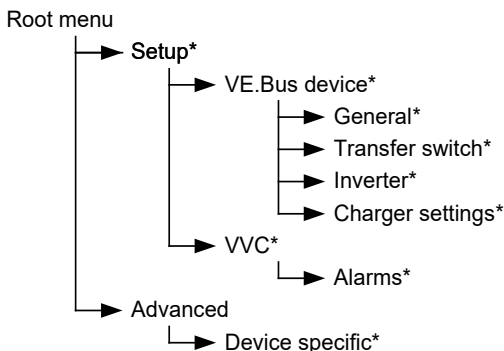 Root menu
Setup*
VE.Bus device*
General*
Transfer switch*
Inverter*
Charger settings*
VVC*
Alarms*
Advanced
Device specific*